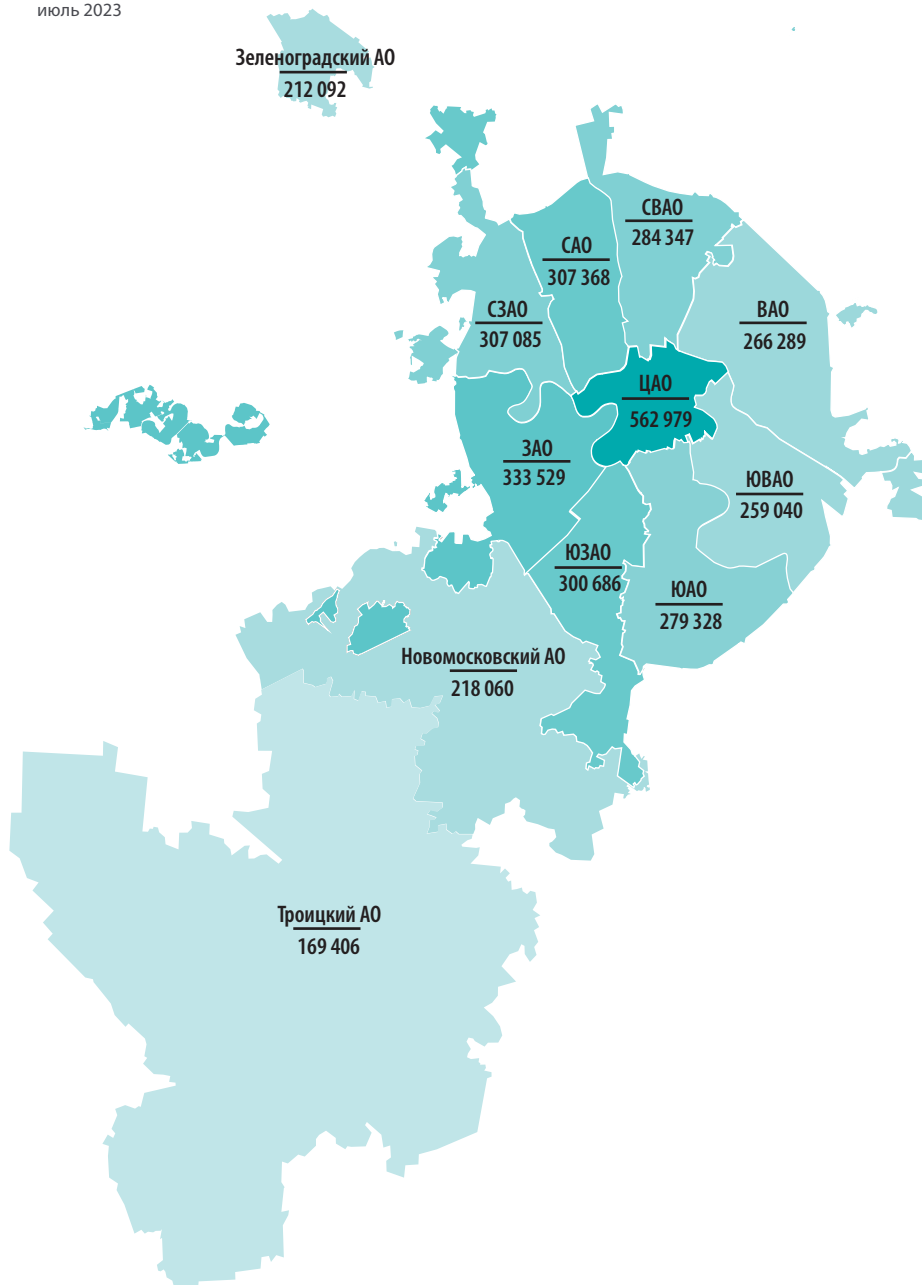 июль 2023
Зеленоградский АО
212 092
СВАО
284 347
САО
307 368
СЗАО
307 085
ВАО
266 289
ЦАО
562 979
ЗАО
333 529
ЮВАО
259 040
ЮЗАО
300 686
ЮАО
279 328
Новомосковский АО
218 060
Троицкий АО
169 406